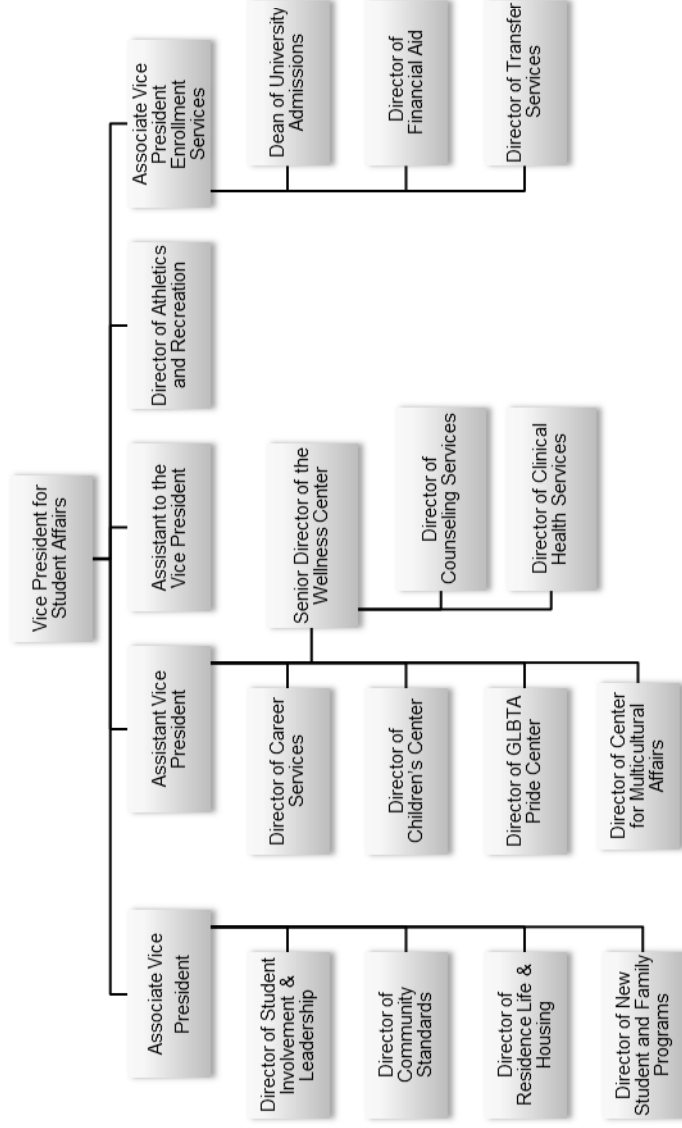 Vice President for
Student Affairs
Associate Vice
President
Assistant Vice
President
Assistant to the
Vice President
Director of Athletics
and Recreation
Associate Vice
President
Enrollment
Services
Director of Student
Involvement &
Leadership
Director of
Community
Standards
Director of
Residence Life &
Housing
Director of New
Student and Family
Programs
Director of Career
Services
Director of
Children's Center
Director of GLBTA
Pride Center
Director of Center
for Multicultural
Affairs
Senior Director of the
Wellness Center
Director of
Counseling Services
Director of Clinical
Health Services
Dean of University
Admissions
Director of
Financial Aid
Director of Transfer
Services